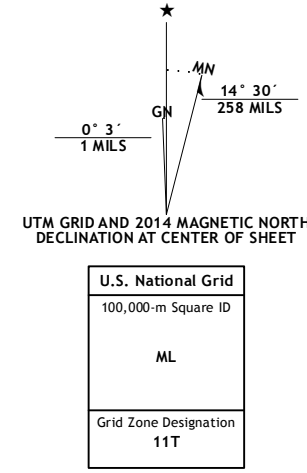 MN
GN
14° 30´
258 MILS
0° 3´
1 MILS
UTM GRID AND 2014 MAGNETIC NORTH
DECLINATION AT CENTER OF SHEET
U.S. National Grid
100,000-m Square ID
ML
Grid Zone Designation
11T